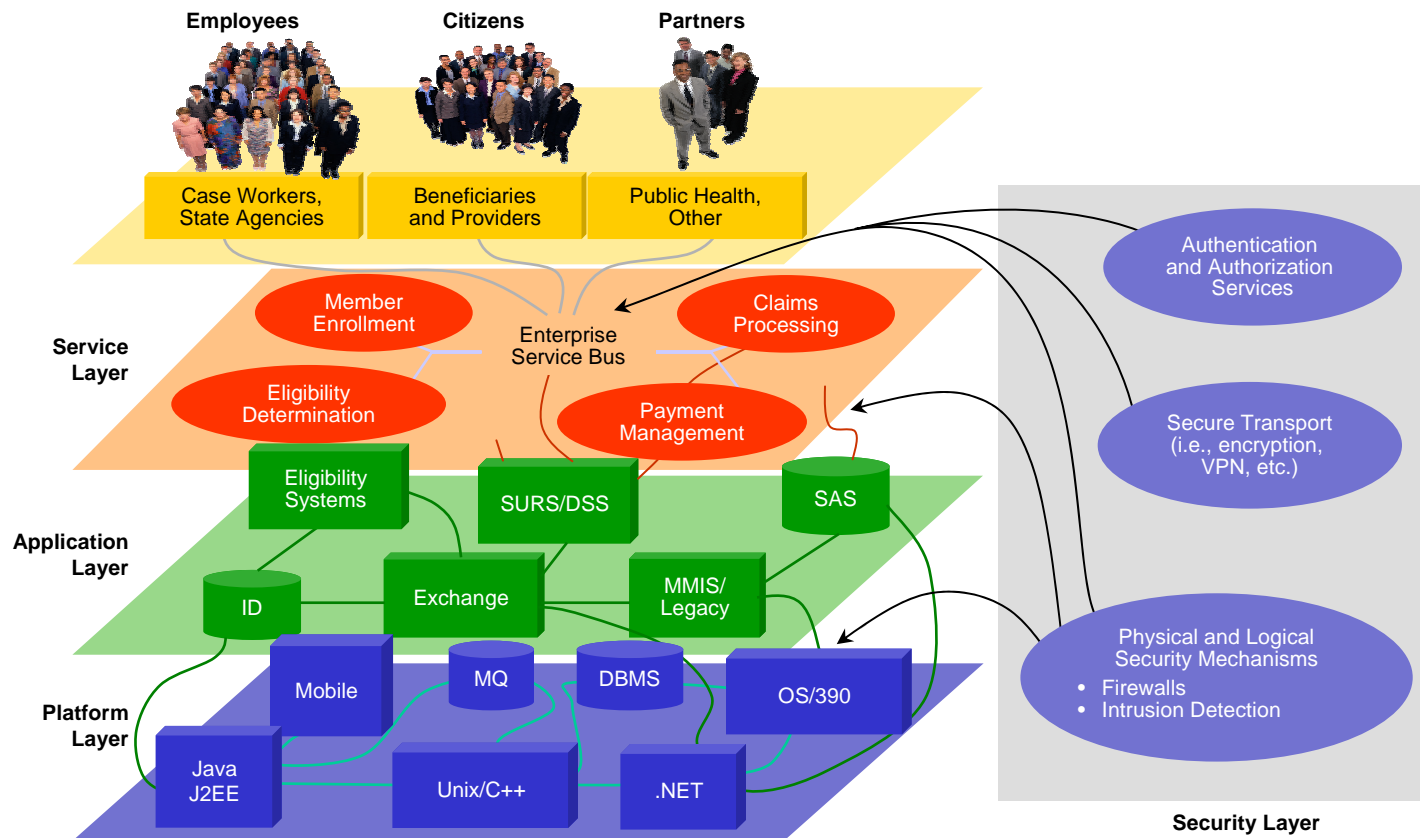 Employees
Citizens
Partners
Case Workers,
State Agencies
Beneficiaries
and Providers
Public Health,
Other
Authentication
and Authorization
Services
Member
Enrollment
Claims
Processing
Enterprise
Service Bus
Service
Layer
Eligibility
Determination
Payment
Management
Secure Transport
(i.e., encryption,
VPN, etc.)
Eligibility
Systems
SURS/DSS
SAS
Application
Layer
ID
Exchange
MMIS/
Legacy
Physical and Logical
Security Mechanisms
• Firewalls
• Intrusion Detection
Mobile
MQ
DBMS
OS/390
Platform
Layer
Java
J2EE
Unix/C++
.NET
Security Layer